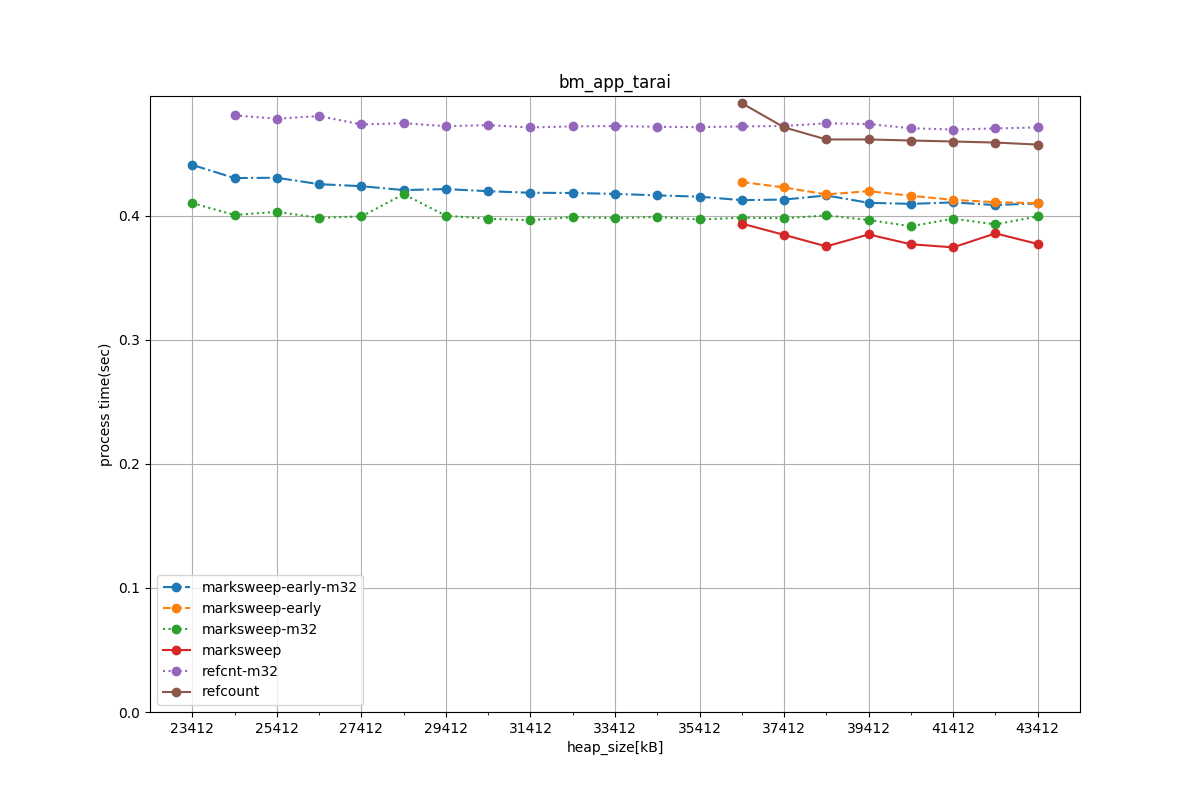 bm_app_tarai
process time(sec)
0.4
0.3
0.2
0.1
0.0
marksweep-early-m32
marksweep-early
marksweep-m32
marksweep
refcnt-m32
refcount
23412 25412 27412 29412 31412 33412 35412 37412 39412 41412 43412
heap_size[kB]